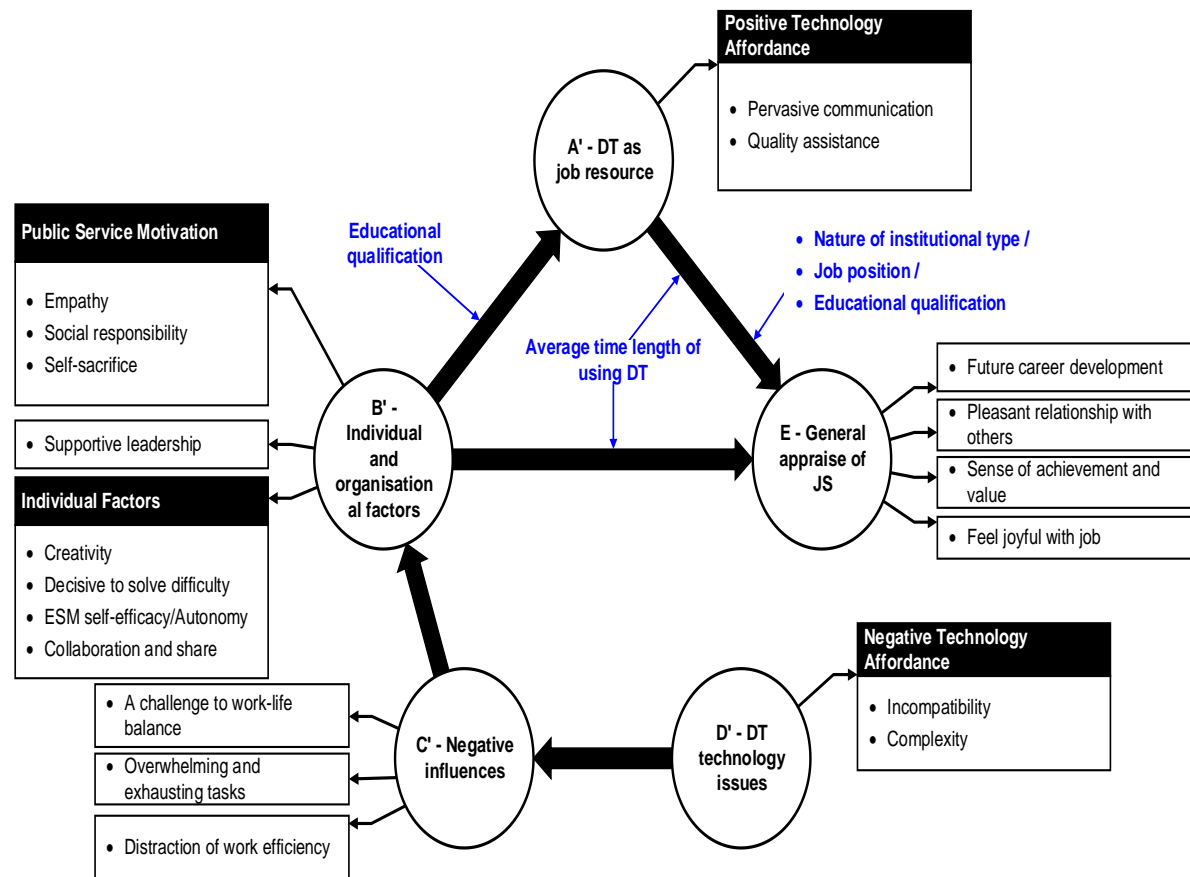 Positive Technology
Affordance
• Pervasive communication
• Quality assistance
A' - DT as
job resource
Public Service Motivation
• Empathy
• Social responsibility
• Self-sacrifice
Educational
qualification
• Nature of institutional type /
• Job position /
• Educational qualification
Average time length of
using DT
• Supportive leadership
B' -
Individual
and
organisation
al factors
E - General
appraise of
JS
• Future career development
• Pleasant relationship with
others
• Sense of achievement and
value
• Feel joyful with job
Individual Factors
• Creativity
• Decisive to solve difficulty
• ESM self-efficacy/Autonomy
• Collaboration and share
Negative Technology
Affordance
• Incompatibility
• Complexity
• A challenge to work-life
balance
• Overwhelming and
exhausting tasks
• Distraction of work efficiency
C' - Negative
influences
D' - DT
technology
issues